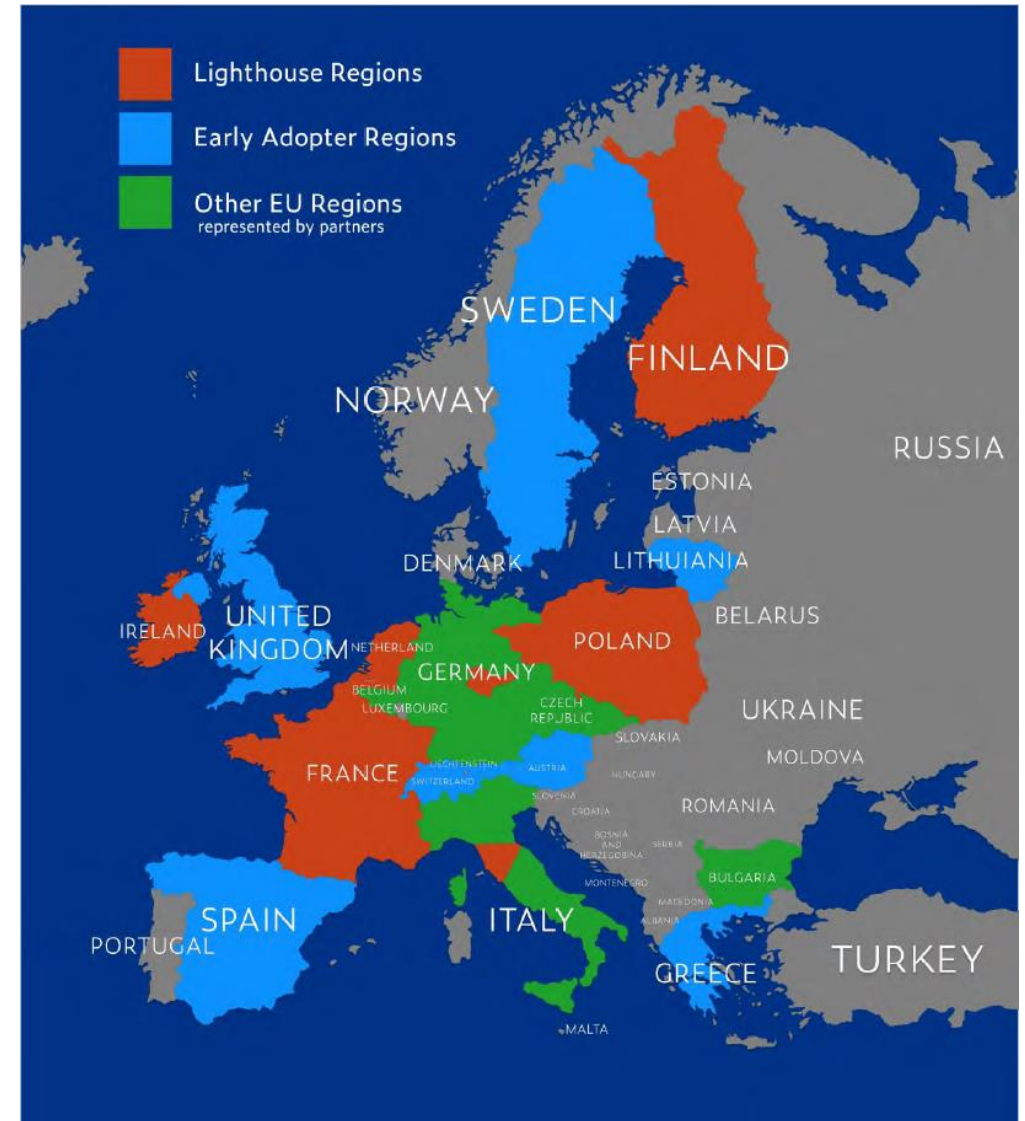 Lighthouse Regions
Early Adopter Regions
Other EU Regions
represented by partners
SWEDEN
FINLAND
NORWAY
RUSSIA
ESTONIA
LATVIA
DENMARK
LITHUIANIA
BELARUS
IRELAND
UNITED
KINGDOM
NETHERLAND
POLAND
GERMANY
BELGIUM
LUXEMBOURG
CZECH
REPUBLIC
UKRAINE
SLOVAKIA
MOLDOVA
FRANCE
LIECHTENSTEIN
SWITZERLAND
AUSTRIA
HUNGARY
SLOVENIA
CROATIA
ROMANIA
BOSNIA
AND
HERZEGOBINA
SERBIA
BULGARIA
MONTENEGRO
MACEDONIA
ALBANIA
SPAIN
PORTUGAL
ITALY
GREECE
TURKEY
MALTA